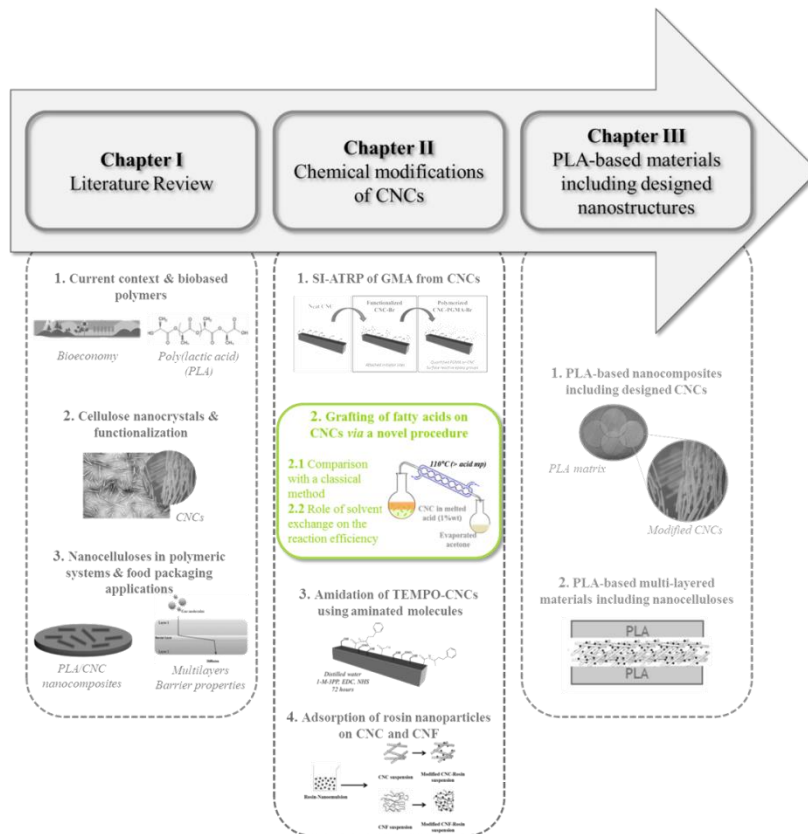 Chapter I
Literature Review
Chapter II
Chemical modifications
of CNCs
Chapter III
PLA-based materials
including designed
nanostructures
1. Current context & biobased
polymers
Bioeconomy
Poly(lactic acid)
(PLA)
2. Cellulose nanocrystals &
functionalization
CNCs
3. Nanocelluloses in polymeric
systems & food packaging
applications
PLA/CNC
nanocomposites
Multilayers
Barrier properties
1. SI-ATRP of GMA from CNCs
Neat CNC
Functionalized
CNC-Br
Polymerized
2. Grafting of fatty acids on
CNCs via a novel procedure
2.1 Comparison
with a classical
method
2.2 Role of solvent
exchange on the
reaction efficiency
110°C (> acid mp)
CNC in melted
acid (1%wt)
Evaporated
acetone
3. Amidation of TEMPO-CNCs
using aminated molecules
Distilled water
1-M-3PP, EDC, NHS
72 hours
4. Adsorption of rosin nanoparticles
on CNC and CNF
Rosin Nanoemulsion
CNC suspension
Modified CNC-Rosin
suspension
CNF suspension
Modified CNF-Rosin
suspension
1. PLA-based nanocomposites
including designed CNCs
PLA matrix
Modified CNCs
2. PLA-based multi-layered
materials including nanocelluloses
PLA
PLA